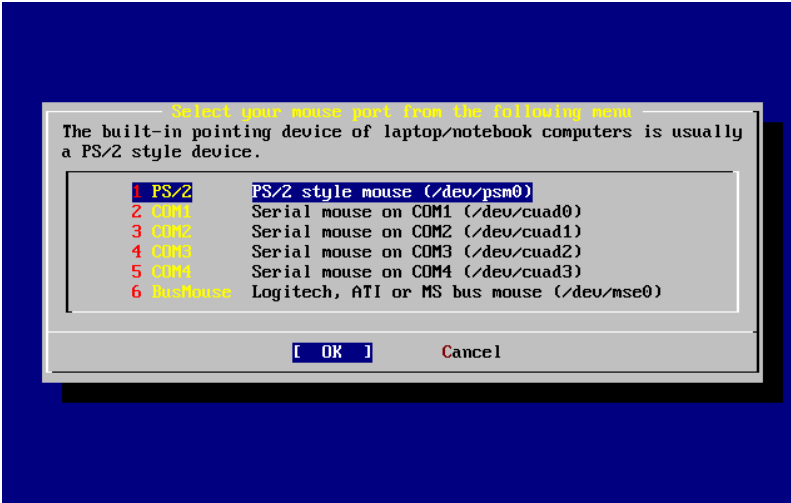 Select your mouse port from the following menu
The built-in pointing device of laptop/notebook computers is usually
a PS/2 style device.
1 PS/2 PS/2 style mouse (/dev/psm0)
2 COM1 Serial mouse on COM1 (/dev/cuad0)
3 COM2 Serial mouse on COM2 (/dev/cuad1)
4 COM3 Serial mouse on COM3 (/dev/cuad2)
5 COM4 Serial mouse on COM4 (/dev/cuad3)
6 BusMouse Logitech, ATI or MS bus mouse (/dev/mse0)
[ OK ] Cancel